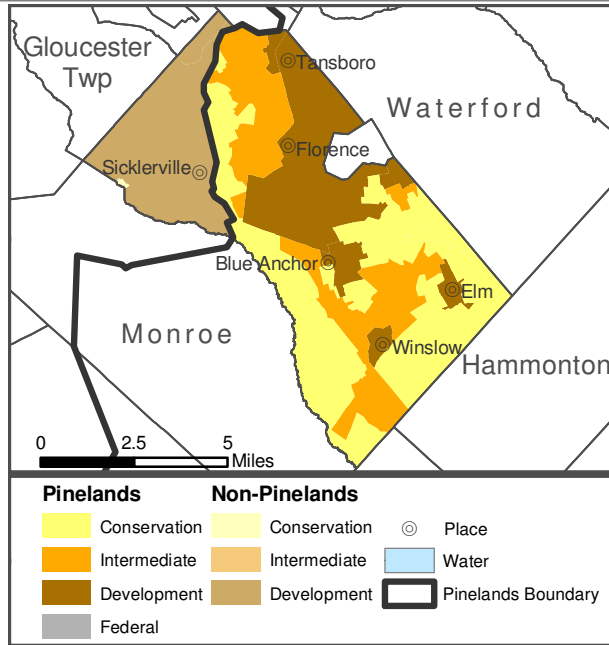 Gloucester
Twp
Tansboro
Waterford
Florence
Sicklerville
Blue Anchor
Elm
Monroe
Winslow
Hammonton
0 2.5 5
Miles
Pinelands Non-Pinelands
Conservation Conservation Place
Intermediate Intermediate Water
Development Development Pinelands Boundary
Federal